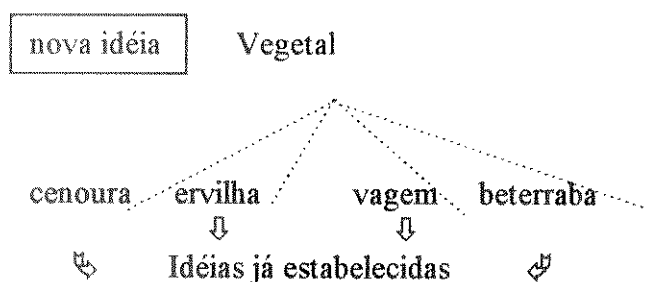 nova idéia Vegetal
cenoura ervilha vagem beterraba
Idéias já estabelecidas